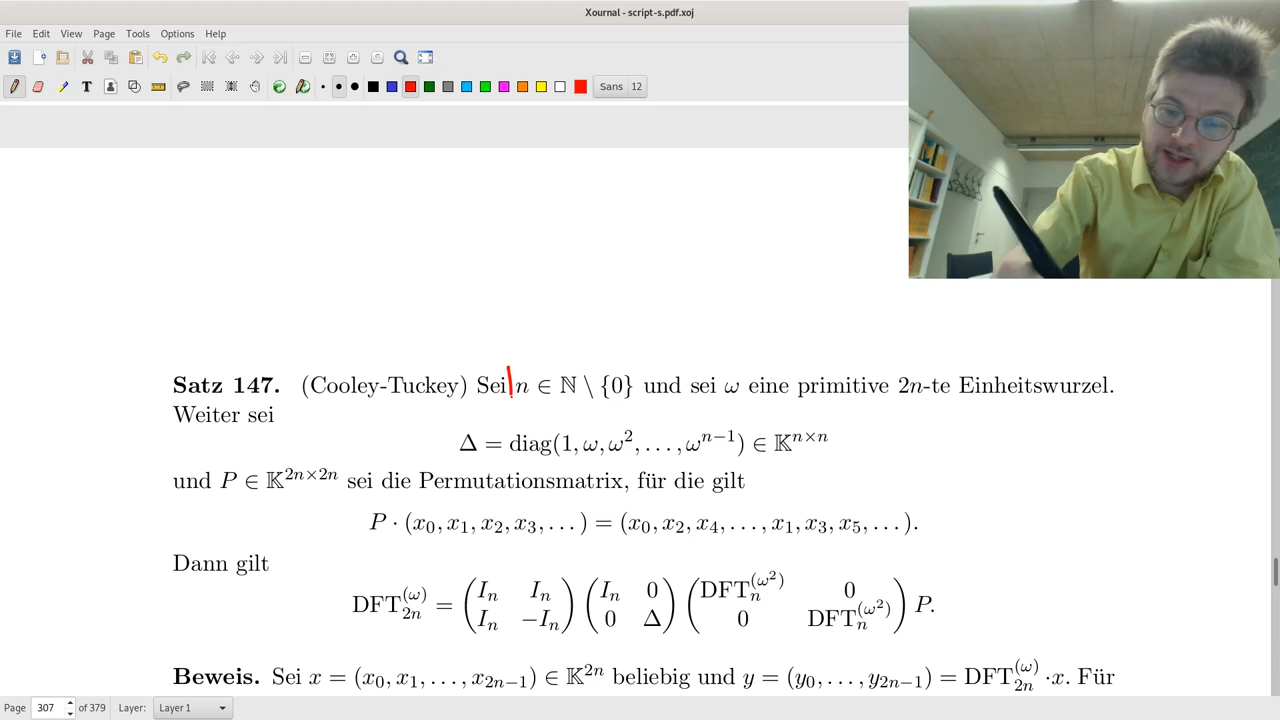 Xournal - script-s.pdf.xoj
File Edit View Page Tools Options Help
T Sans 12
Satz 147. (Cooley-Tuckey) Sei n ∈ ℕ \ {0} und sei ω eine primitive 2n-te Einheitswurzel.
Weiter sei
Δ = diag(1, ω, ω², . . . , ωⁿ⁻¹) ∈ 𝕂ⁿˣⁿ
und P ∈ 𝕂²ⁿˣ²ⁿ sei die Permutationsmatrix, für die gilt
P · (x₀, x₁, x₂, x₃, . . . ) = (x₀, x₂, x₄, . . . , x₁, x₃, x₅, . . . ).
Dann gilt
DFT₂ₙ^(ω) = (Iₙ Iₙ; Iₙ −Iₙ) (Iₙ 0; 0 Δ) (DFTₙ^(ω²) 0; 0 DFTₙ^(ω²)) P.
Beweis. Sei x = (x₀, x₁, . . . , x₂ₙ₋₁) ∈ 𝕂²ⁿ beliebig und y = (y₀, . . . , y₂ₙ₋₁) = DFT₂ₙ^(ω) ·x. Für
Page 307 of 379 Layer: Layer 1